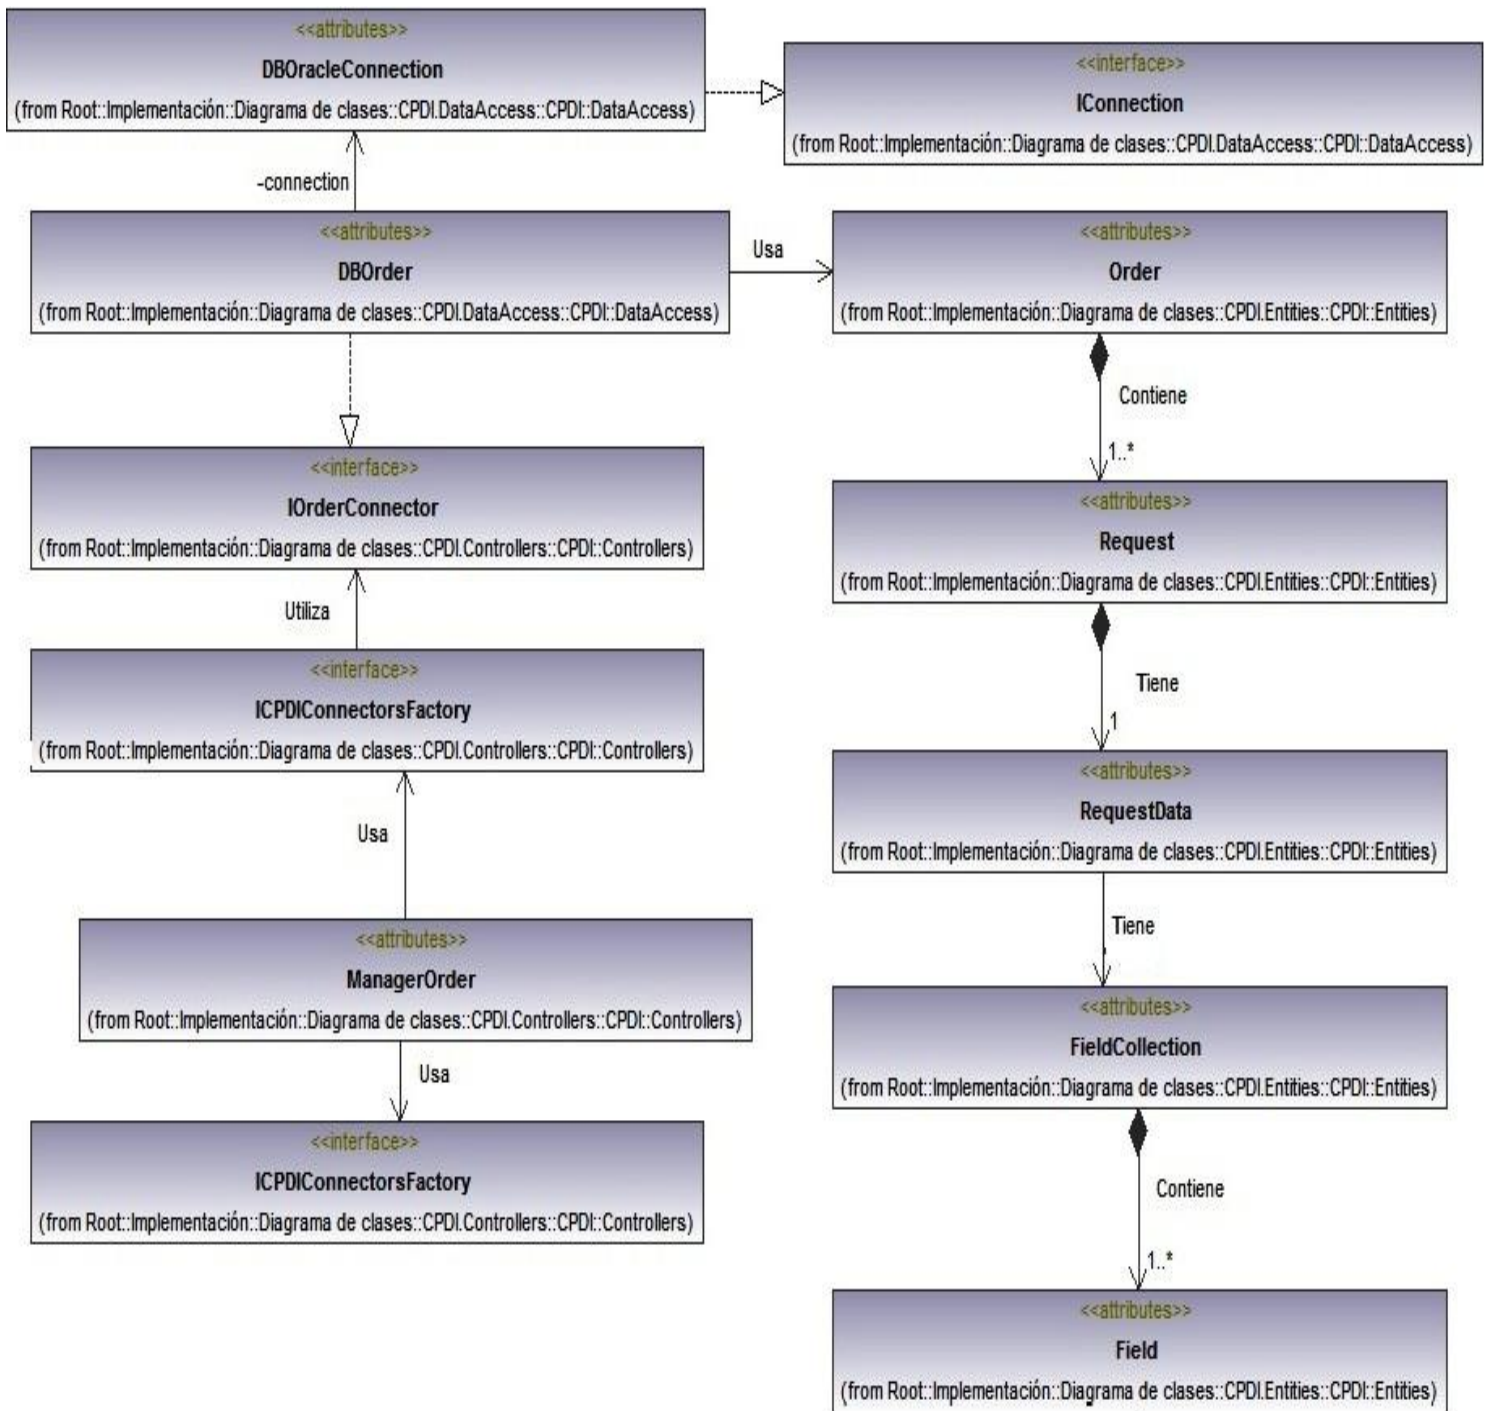 <<attributes>>
DBOracleConnection
(from Root::Implementación::Diagrama de clases::CPDI.DataAccess::CPDI::DataAccess)
<<interface>>
IConnection
(from Root::Implementación::Diagrama de clases::CPDI.DataAccess::CPDI::DataAccess)
-connection
<<attributes>>
DBOrder
(from Root::Implementación::Diagrama de clases::CPDI.DataAccess::CPDI::DataAccess)
Usa
<<attributes>>
Order
(from Root::Implementación::Diagrama de clases::CPDI.Entities::CPDI::Entities)
Contiene
1..*
<<interface>>
IOrderConnector
(from Root::Implementación::Diagrama de clases::CPDI.Controllers::CPDI::Controllers)
<<attributes>>
Request
(from Root::Implementación::Diagrama de clases::CPDI.Entities::CPDI::Entities)
Utiliza
<<interface>>
ICPDIConnectorsFactory
(from Root::Implementación::Diagrama de clases::CPDI.Controllers::CPDI::Controllers)
Tiene
1
<<attributes>>
RequestData
(from Root::Implementación::Diagrama de clases::CPDI.Entities::CPDI::Entities)
Usa
<<attributes>>
ManagerOrder
(from Root::Implementación::Diagrama de clases::CPDI.Controllers::CPDI::Controllers)
Tiene
<<attributes>>
FieldCollection
(from Root::Implementación::Diagrama de clases::CPDI.Entities::CPDI::Entities)
Usa
<<interface>>
ICPDIConnectorsFactory
(from Root::Implementación::Diagrama de clases::CPDI.Controllers::CPDI::Controllers)
Contiene
1..*
<<attributes>>
Field
(from Root::Implementación::Diagrama de clases::CPDI.Entities::CPDI::Entities)